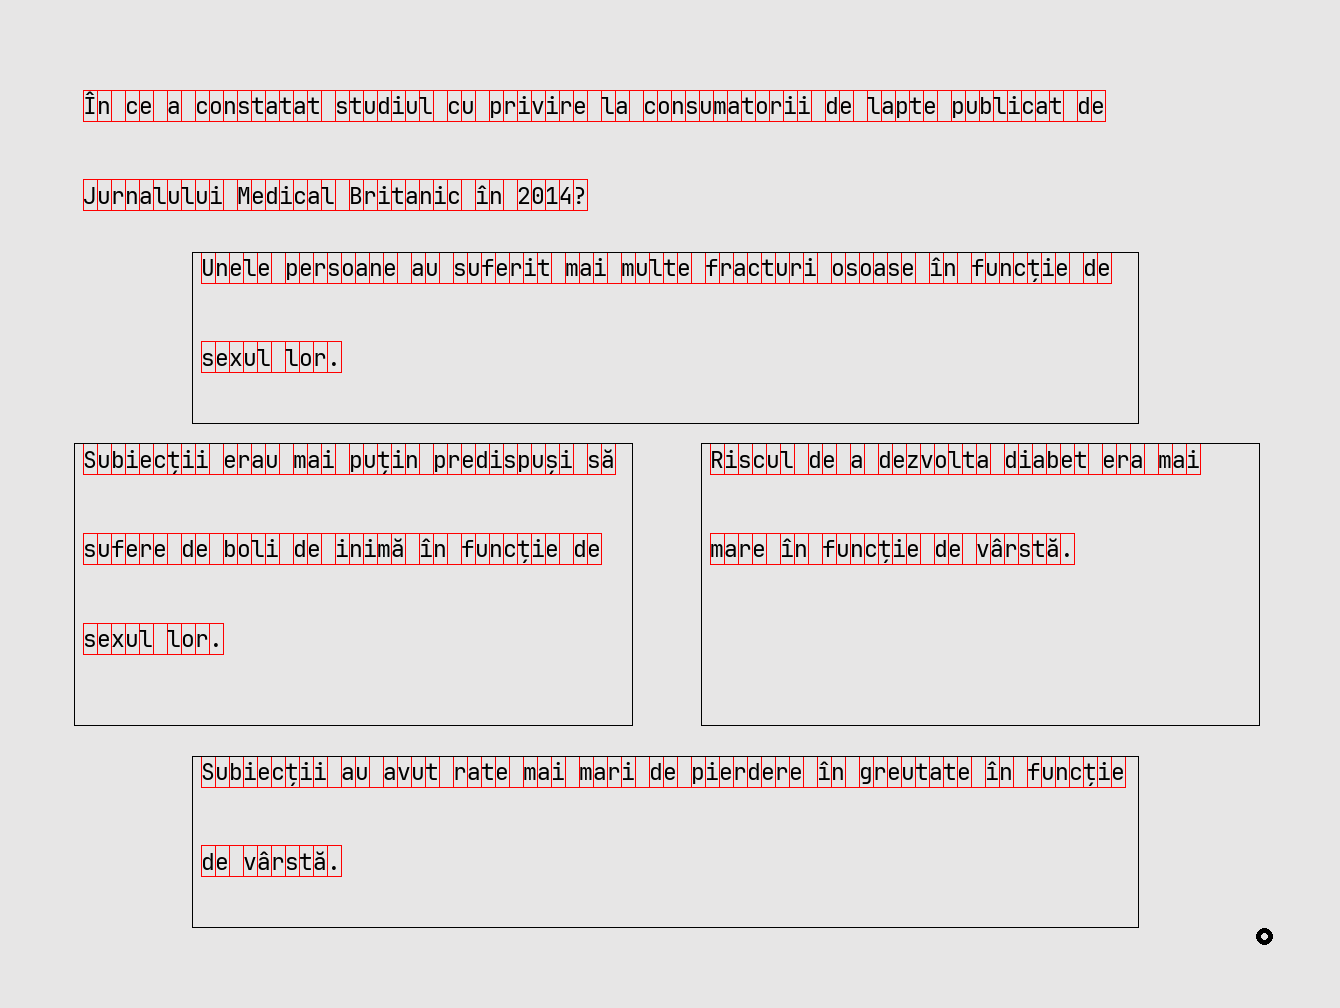 În ce a constatat studiul cu privire la consumatorii de lapte publicat de
Jurnalului Medical Britanic în 2014?
Unele persoane au suferit mai multe fracturi osoase în funcție de
sexul lor.
Subiecții erau mai puțin predispuși să
sufere de boli de inimă în funcție de
sexul lor.
Riscul de a dezvolta diabet era mai
mare în funcție de vârstă.
Subiecții au avut rate mai mari de pierdere în greutate în funcție
de vârstă.